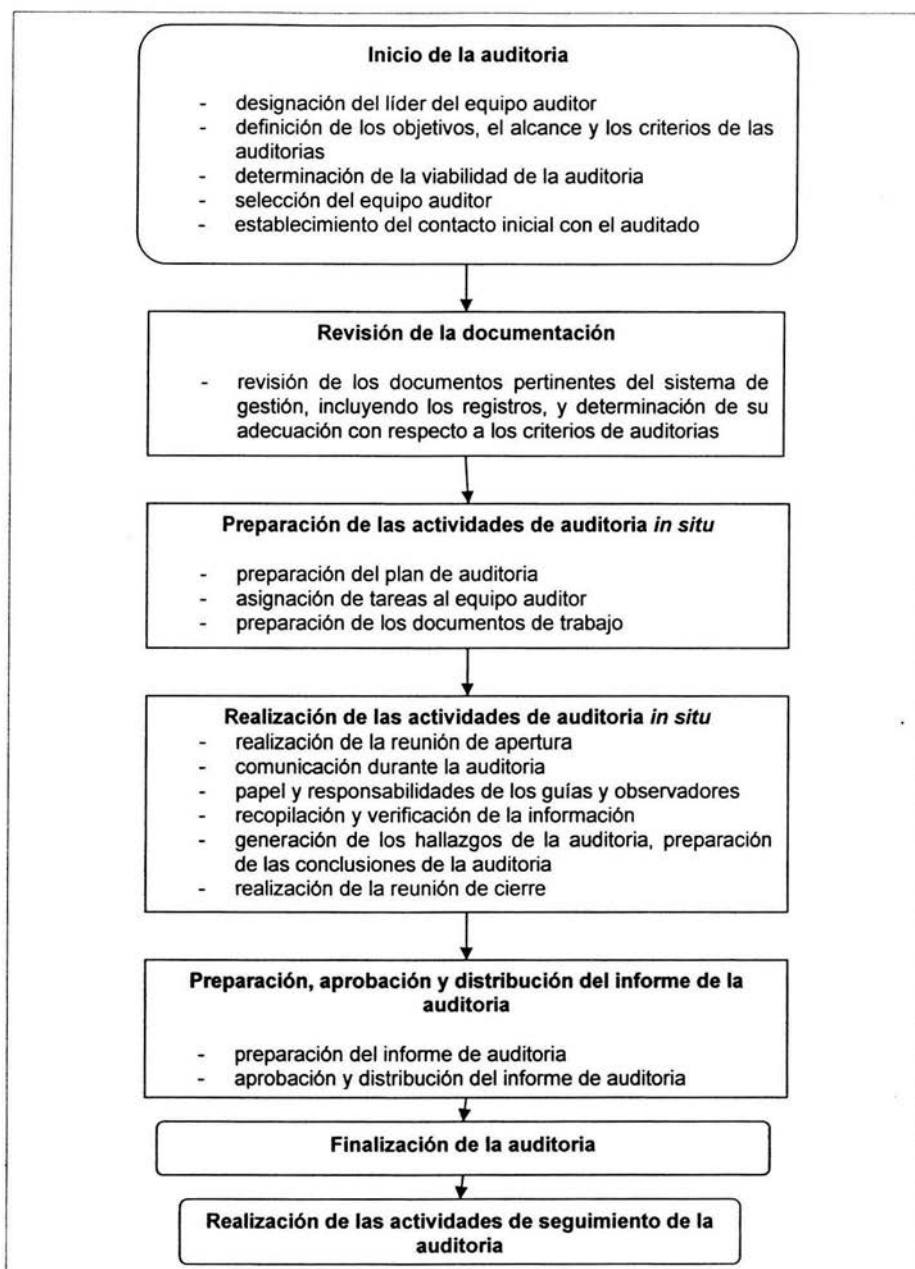 Inicio de la auditoria
- designación del líder del equipo auditor
- definición de los objetivos, el alcance y los criterios de las
auditorias
- determinación de la viabilidad de la auditoria
- selección del equipo auditor
- establecimiento del contacto inicial con el auditado
Revisión de la documentación
- revisión de los documentos pertinentes del sistema de
gestión, incluyendo los registros, y determinación de su
adecuación con respecto a los criterios de auditorias
Preparación de las actividades de auditoria in situ
- preparación del plan de auditoria
- asignación de tareas al equipo auditor
- preparación de los documentos de trabajo
Realización de las actividades de auditoria in situ
- realización de la reunión de apertura
- comunicación durante la auditoria
- papel y responsabilidades de los guías y observadores
- recopilación y verificación de la información
- generación de los hallazgos de la auditoria, preparación
de las conclusiones de la auditoria
- realización de la reunión de cierre
Preparación, aprobación y distribución del informe de la
auditoria
- preparación del informe de auditoria
- aprobación y distribución del informe de auditoria
Finalización de la auditoria
Realización de las actividades de seguimiento de la
auditoria